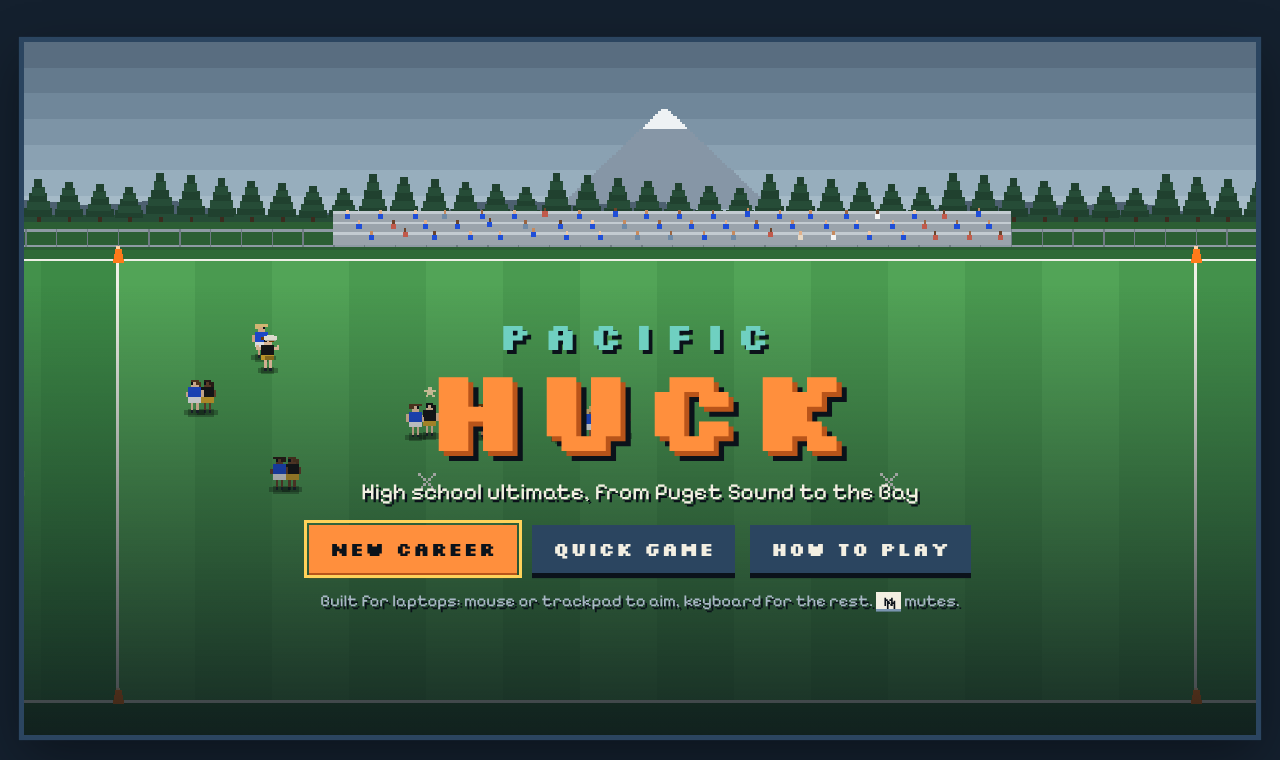 PACIFIC
HUCK
High school ultimate, from Puget Sound to the Bay
NEW CAREER
QUICK GAME
HOW TO PLAY
Built for laptops: mouse or trackpad to aim, keyboard for the rest. M mutes.